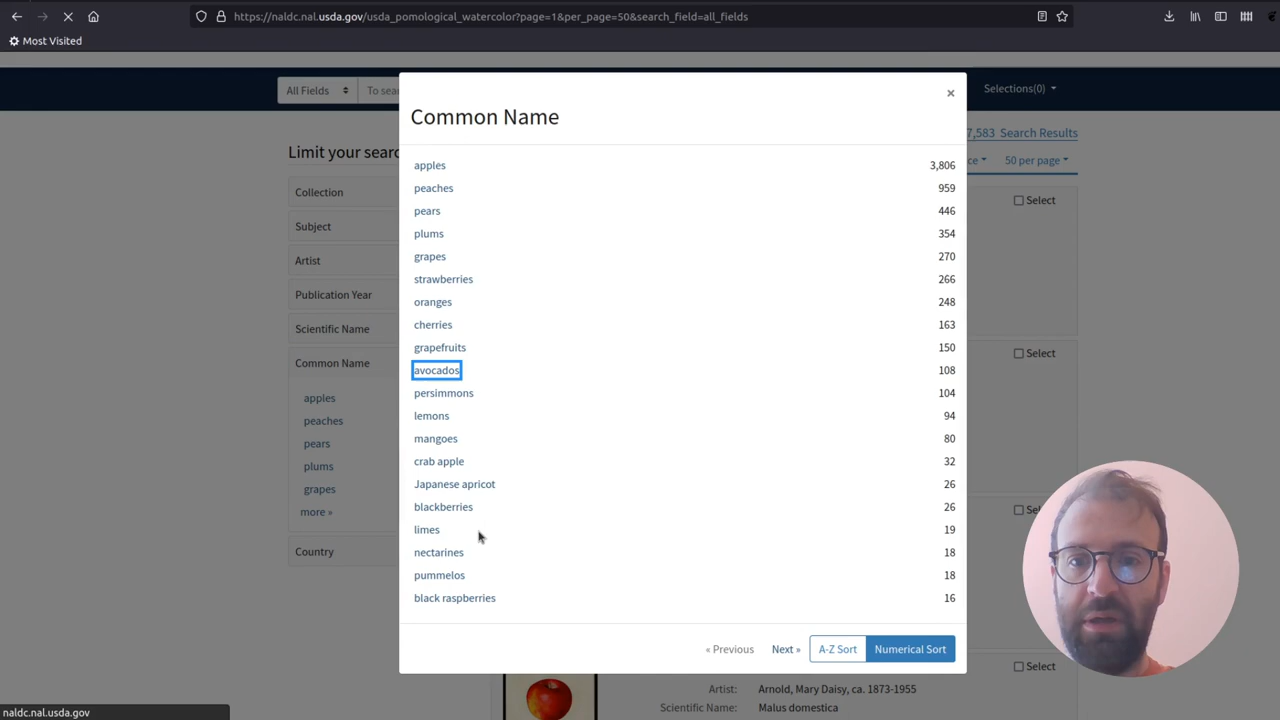 https://naldc.nal.usda.gov/usda_pomological_watercolor?page=1&per_page=50&search_field=all_fields
Most Visited
All Fields
To sea
Selections(0)
Common Name
×
Limit your searc
7,583 Search Results
ce
50 per page
Collection
Subject
Artist
Publication Year
Scientific Name
Common Name
apples
peaches
pears
plums
grapes
more »
Country
apples 3,806
peaches 959
pears 446
plums 354
grapes 270
strawberries 266
oranges 248
cherries 163
grapefruits 150
avocados 108
persimmons 104
lemons 94
mangoes 80
crab apple 32
Japanese apricot 26
blackberries 26
limes 19
nectarines 18
pummelos 18
black raspberries 16
« Previous Next » A-Z Sort Numerical Sort
Select
Select
Sel
Select
Artist: Arnold, Mary Daisy, ca. 1873-1955
Scientific Name: Malus domestica
naldc.nal.usda.gov